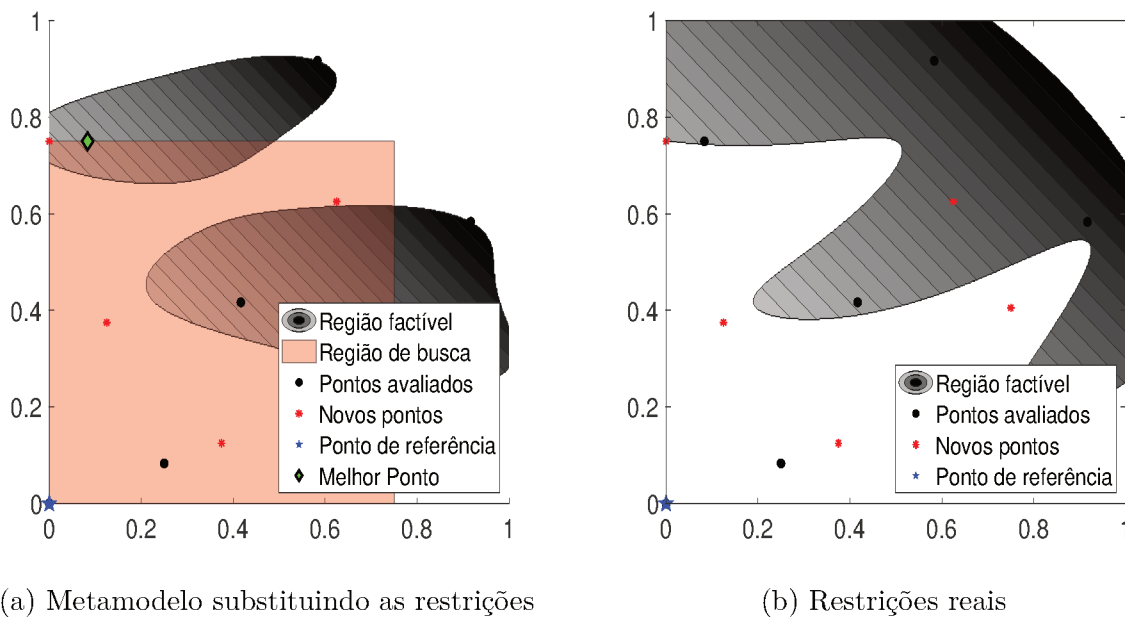 1
0.8
0.6
0.4
0.2
0
0 0.2 0.4 0.6 0.8 1
Região factível
Região de busca
Pontos avaliados
Novos pontos
Ponto de referência
Melhor Ponto
(a) Metamodelo substituindo as restrições
1
0.8
0.6
0.4
0.2
0
0 0.2 0.4 0.6 0.8 1
Região factível
Pontos avaliados
Novos pontos
Ponto de referência
(b) Restrições reais